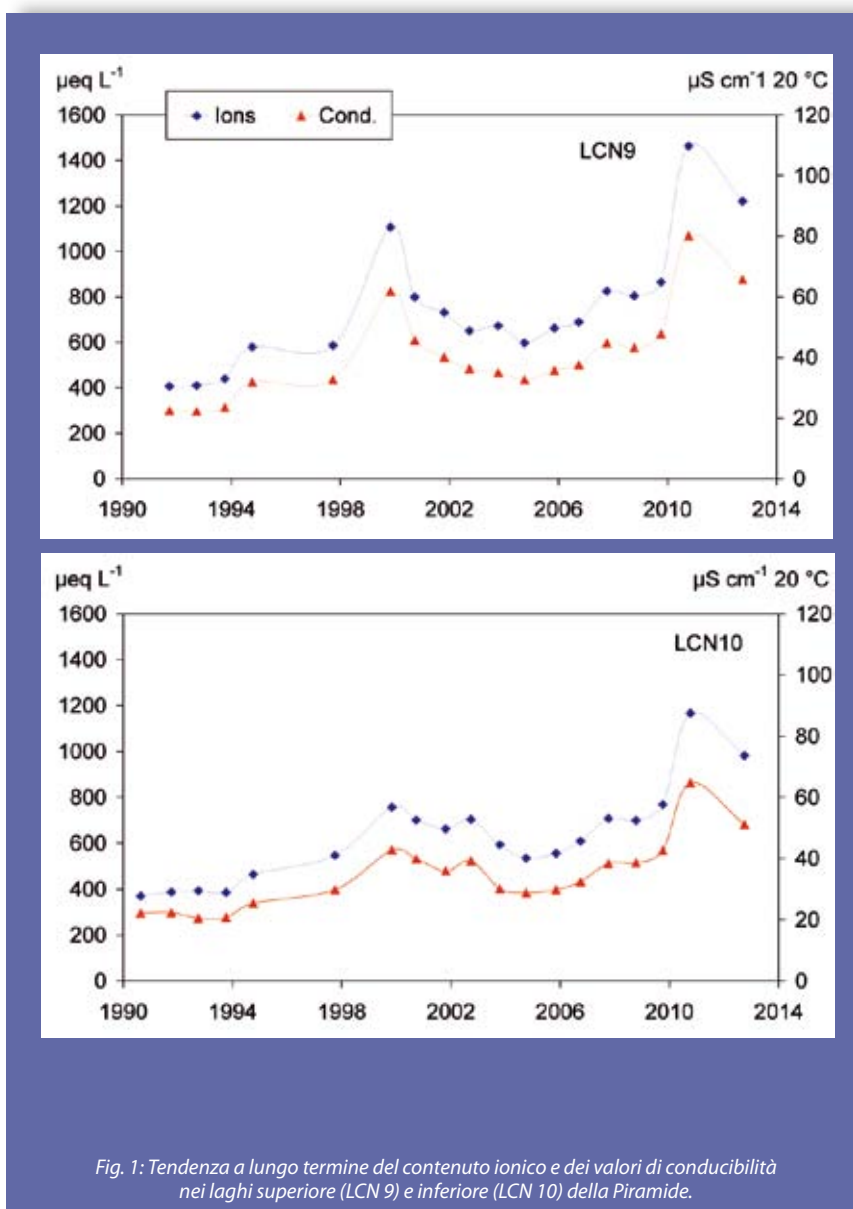 µeq L⁻¹ µS cm⁻1 20 °C
1600 120
Ions Cond.
1400
LCN9
100
1200
1000 80
800 60
600
40
400
200 20
0 0
1990 1994 1998 2002 2006 2010 2014
µeq L⁻¹ µS cm⁻¹ 20 °C
1600 120
1400
LCN10
100
1200
1000 80
800 60
600
40
400
200 20
0 0
1990 1994 1998 2002 2006 2010 2014
Fig. 1: Tendenza a lungo termine del contenuto ionico e dei valori di conducibilità
nei laghi superiore (LCN 9) e inferiore (LCN 10) della Piramide.